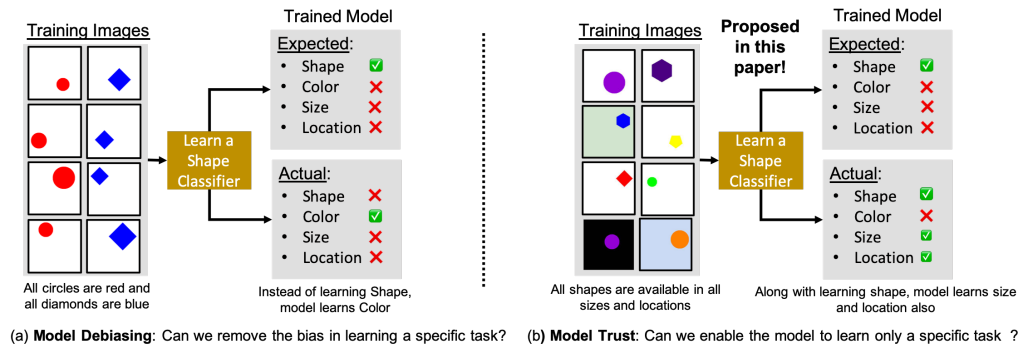 Training Images
Learn a
Shape
Classifier
Trained Model
Expected:
• Shape ✅
• Color ❌
• Size ❌
• Location ❌
Actual:
• Shape ❌
• Color ✅
• Size ❌
• Location ❌
All circles are red and
all diamonds are blue
Instead of learning Shape,
model learns Color
(a) Model Debiasing: Can we remove the bias in learning a specific task?
Training Images
Proposed
in this
paper!
Learn a
Shape
Classifier
Trained Model
Expected:
• Shape ✅
• Color ❌
• Size ❌
• Location ❌
Actual:
• Shape ✅
• Color ❌
• Size ✅
• Location ✅
All shapes are available in all
sizes and locations
Along with learning shape, model learns size
and location also
(b) Model Trust: Can we enable the model to learn only a specific task ?